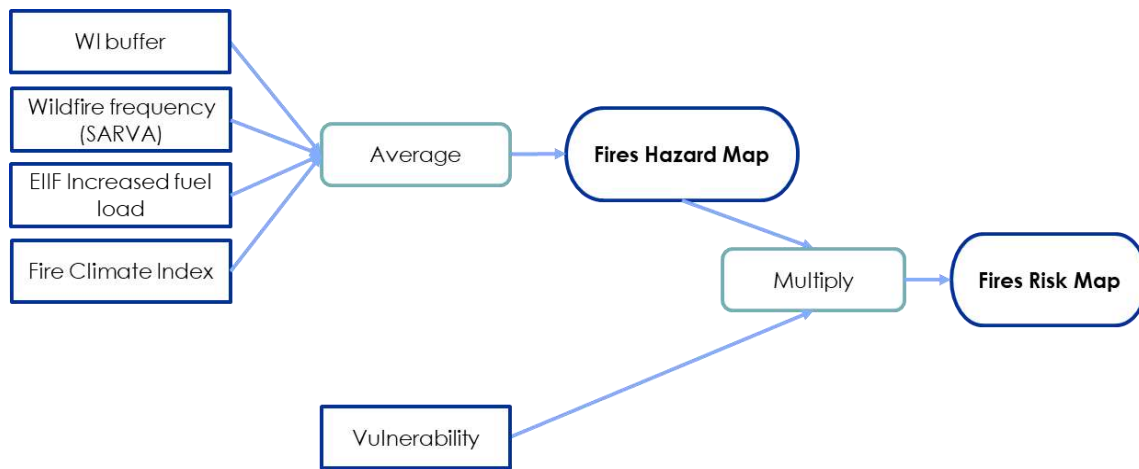 WI buffer
Wildfire frequency
(SARVA)
EIIF Increased fuel
load
Fire Climate Index
Average
Fires Hazard Map
Multiply
Fires Risk Map
Vulnerability